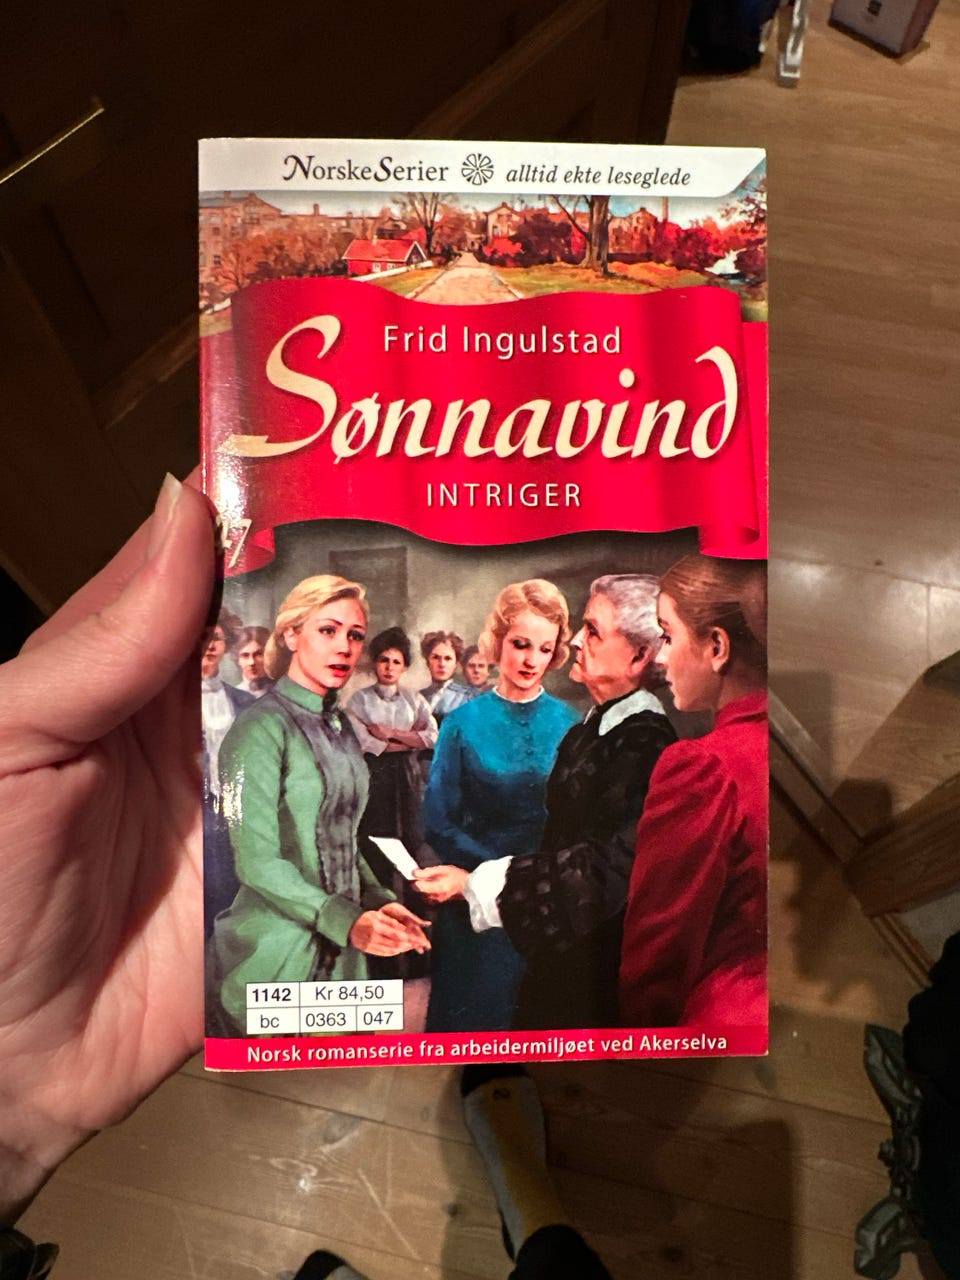 NorskeSerier alltid ekte leseglede
Frid Ingulstad
Sønnavind
INTRIGER
1142 Kr 84,50
bc 0363 047
Norsk romanserie fra arbeidermiljøet ved Akerselva